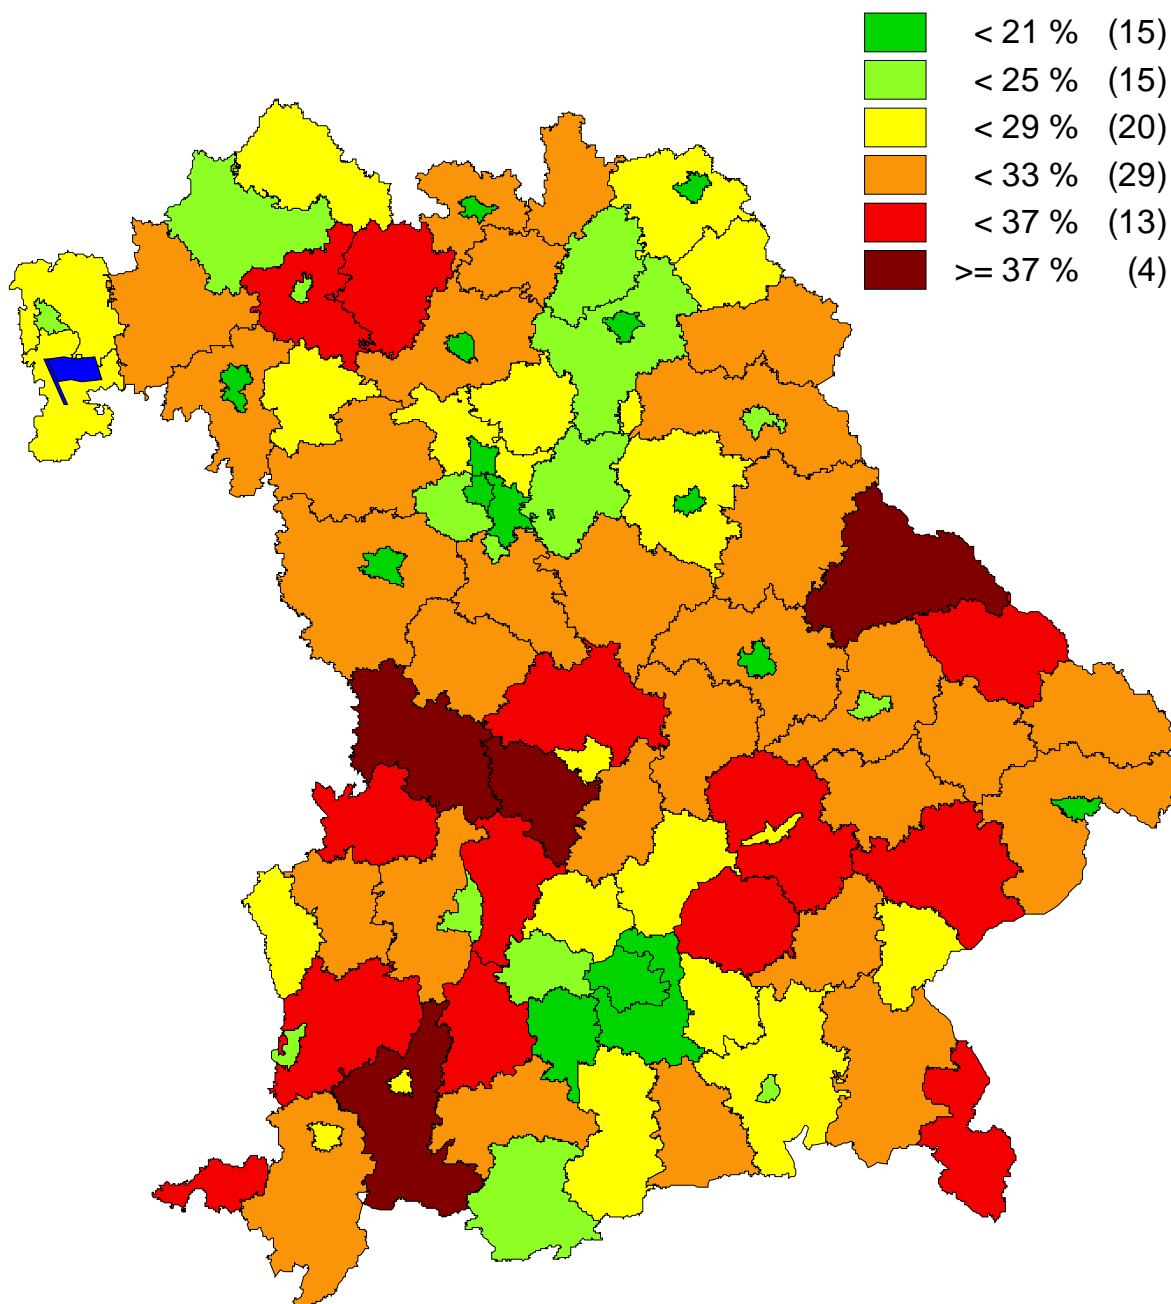 < 21 % (15)
< 25 % (15)
< 29 % (20)
< 33 % (29)
< 37 % (13)
>= 37 % (4)